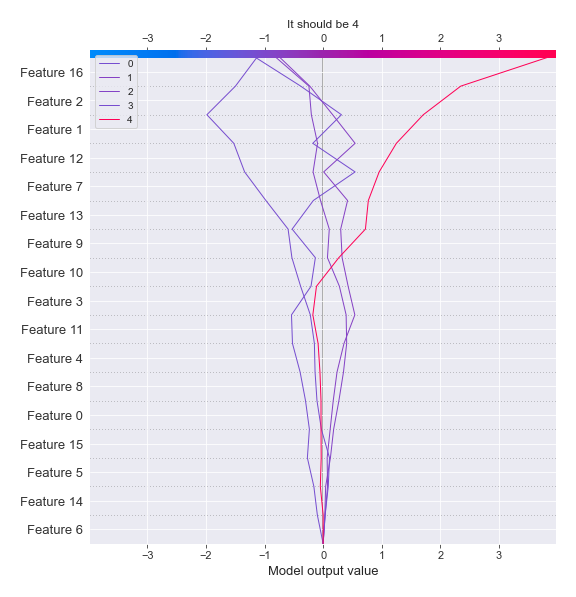 It should be 4
−3 −2 −1 0 1 2 3
0
1
2
3
4
Feature 16
Feature 2
Feature 1
Feature 12
Feature 7
Feature 13
Feature 9
Feature 10
Feature 3
Feature 11
Feature 4
Feature 8
Feature 0
Feature 15
Feature 5
Feature 14
Feature 6
−3 −2 −1 0 1 2 3
Model output value